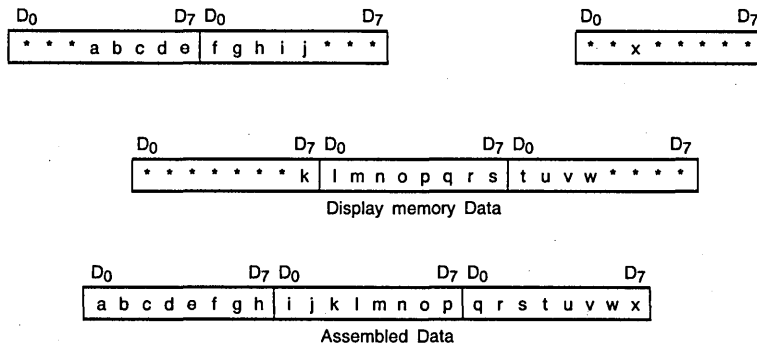 D0 D7 D0 D7 D0 D7
* * * a b c d e f g h i j * * * * * x * * * * *
D0 D7 D0 D7 D0 D7
* * * * * * * k l m n o p q r s t u v w * * * *
Display memory Data
D0 D7 D0 D7 D0 D7
a b c d e f g h i j k l m n o p q r s t u v w x
Assembled Data